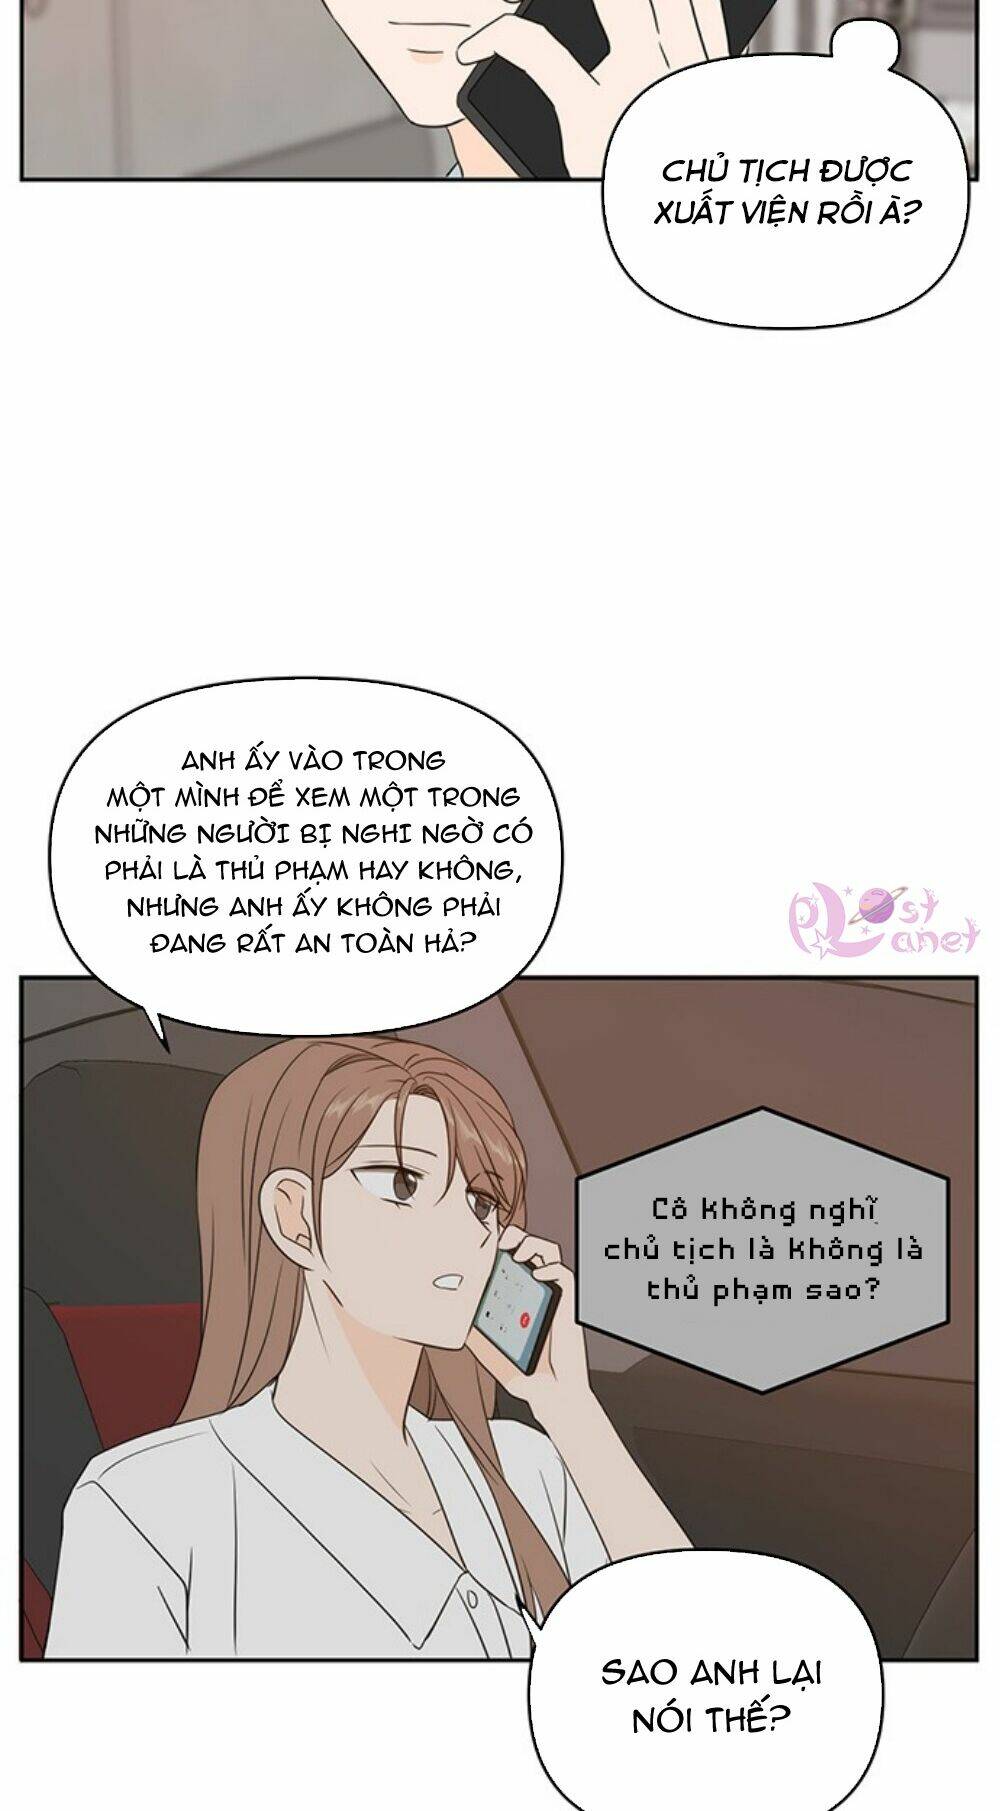 CHỦ TỊCH ĐƯỢC
XUẤT VIỆN RỒI À?
ANH ẤY VÀO TRONG
MỘT MÌNH ĐỂ XEM MỘT TRONG
NHỮNG NGƯỜI BỊ NGHI NGỜ CÓ
PHẢI LÀ THỦ PHẠM HAY KHÔNG,
NHƯNG ANH ẤY KHÔNG PHẢI
ĐANG RẤT AN TOÀN HẢ?
Lost
Planet
Cô không nghĩ
chủ tịch là không là
thủ phạm sao?
SAO ANH LẠI
NÓI THẾ?